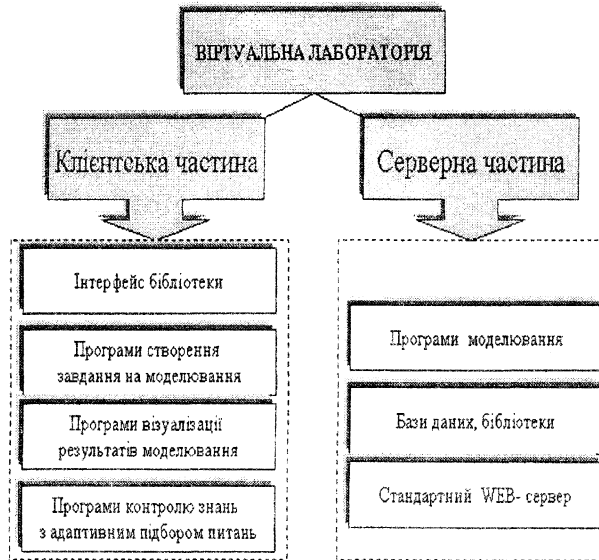 ВІРТУАЛЬНА ЛАБОРАТОРІЯ
Клієнтська частина
Серверна частина
Інтерфейс бібліотеки
Програми створення
завдання на моделювання
Програми візуалізації
результатів моделювання
Програми контролю знань
з адаптивним підбором питань
Програми моделювання
Бази даних, бібліотеки
Стандартний WEB- сервер